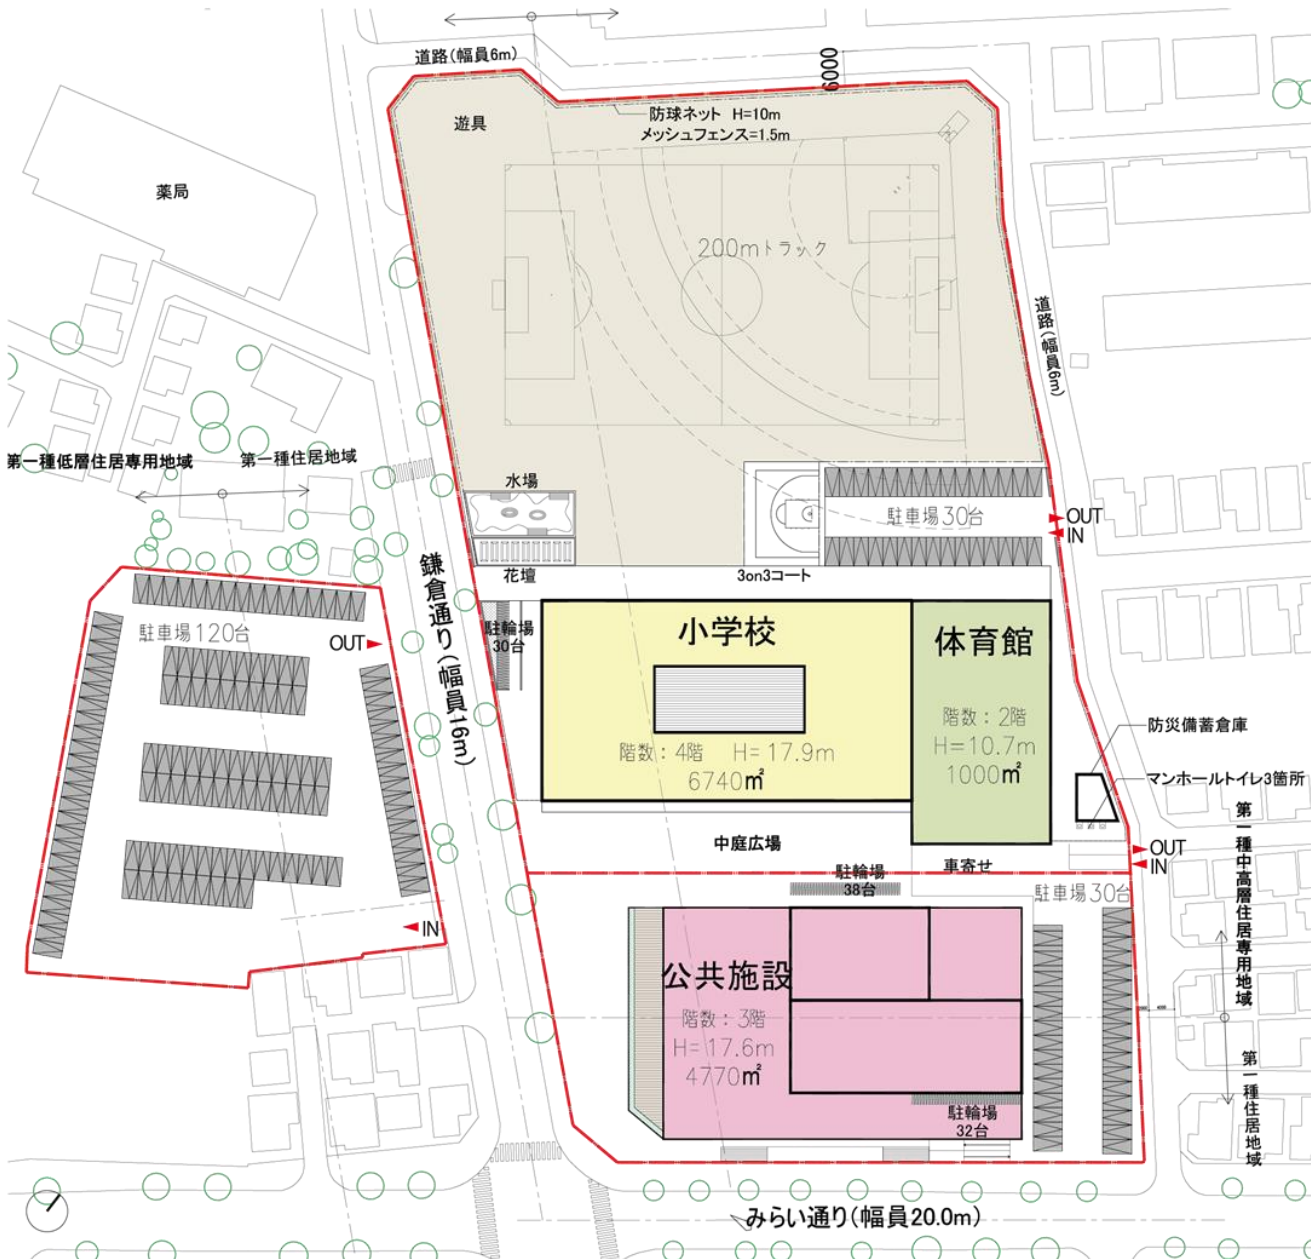 道路(幅員6m)
6000
防球ネット H=10m
メッシュフェンス=1.5m
遊具
薬局
200mトラック
道路(幅員6m)
第一種低層住居専用地域
第一種住居地域
水場
花壇
3on3コート
駐車場30台
OUT
IN
鎌倉通り(幅員16m)
駐車場120台
OUT
IN
駐輪場
30台
小学校
階数：4階 H=17.9m
6740㎡
体育館
階数：2階
H=10.7m
1000㎡
防災備蓄倉庫
マンホールトイレ3箇所
中庭広場
車寄せ
OUT
IN
駐輪場
38台
駐車場30台
第一種中高層住居専用地域
第一種住居地域
公共施設
階数：3階
H=17.6m
4770㎡
駐輪場
32台
みらい通り(幅員20.0m)